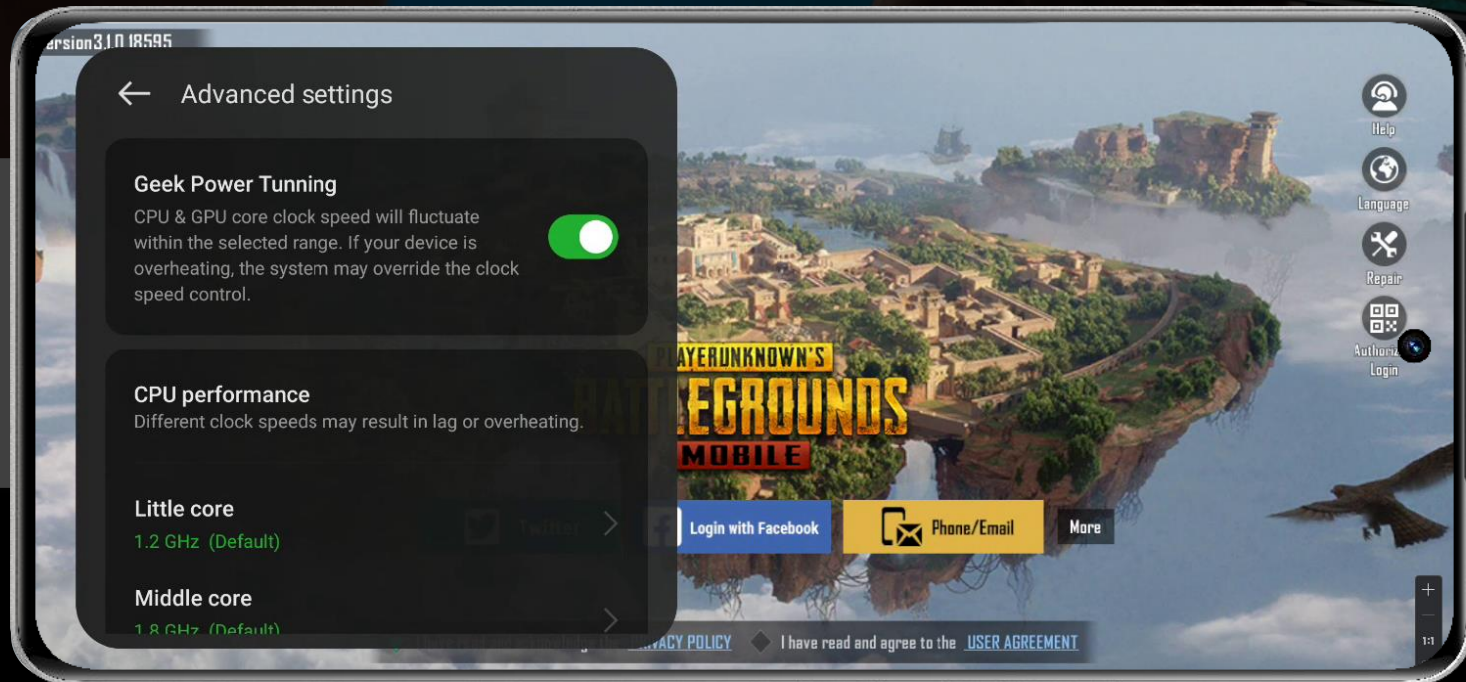 ersion3.1.0.18595
Advanced settings
Geek Power Tunning
CPU & GPU core clock speed will fluctuate
within the selected range. If your device is
overheating, the system may override the clock
speed control.
CPU performance
Different clock speeds may result in lag or overheating.
Little core
1.2 GHz (Default)
Middle core
1.8 GHz (Default)
PLAYERUNKNOWN'S
BATTLEGROUNDS
MOBILE
Twitter
Login with Facebook
Phone/Email
More
PRIVACY POLICY
I have read and agree to the USER AGREEMENT
Help
Language
Repair
Login
1:1